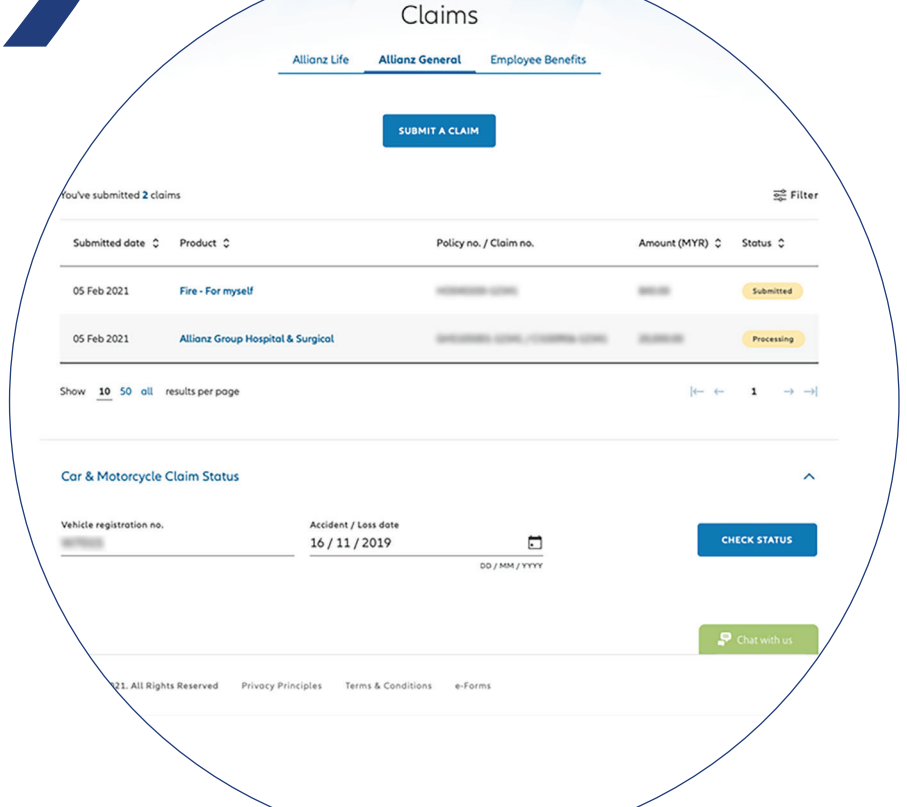 Claims
Allianz Life Allianz General Employee Benefits
SUBMIT A CLAIM
You've submitted 2 claims Filter
Submitted date Product Policy no. / Claim no. Amount (MYR) Status
05 Feb 2021 Fire - For myself Submitted
05 Feb 2021 Allianz Group Hospital & Surgical Processing
Show 10 50 all results per page 1
Car & Motorcycle Claim Status
Vehicle registration no. Accident / Loss date
16 / 11 / 2019 CHECK STATUS
DD / MM / YYYY
Chat with us
21. All Rights Reserved Privacy Principles Terms & Conditions e-Forms